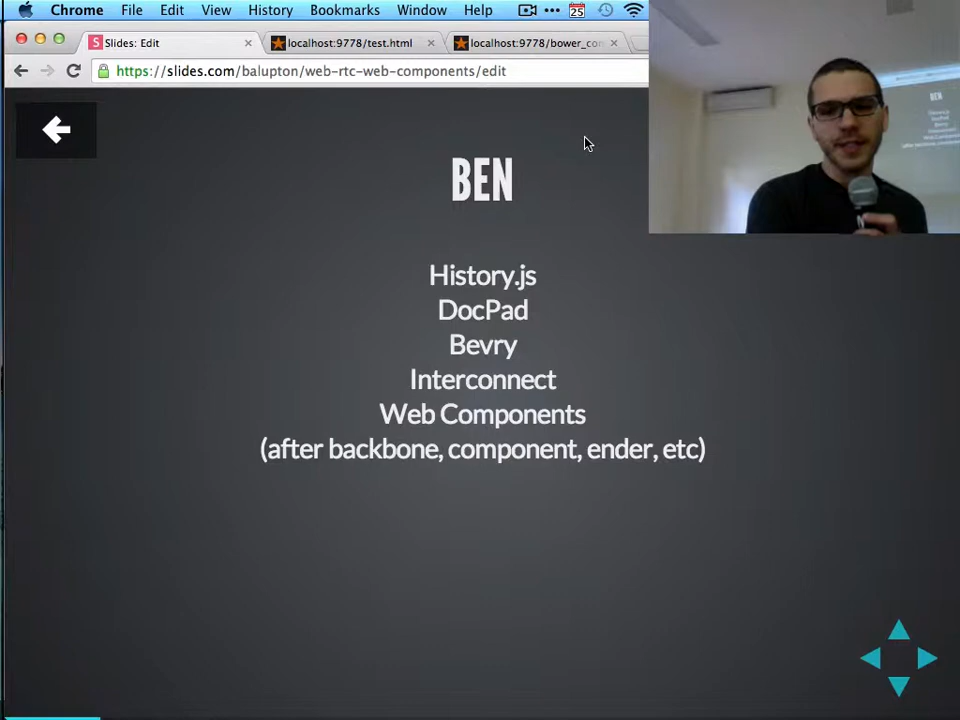 Chrome File Edit View History Bookmarks Window Help 25
Slides: Edit localhost:9778/test.html localhost:9778/bower_com
https://slides.com/balupton/web-rtc-web-components/edit
BEN
History.js
DocPad
Bevry
Interconnect
Web Components
(after backbone, component, ender, etc)